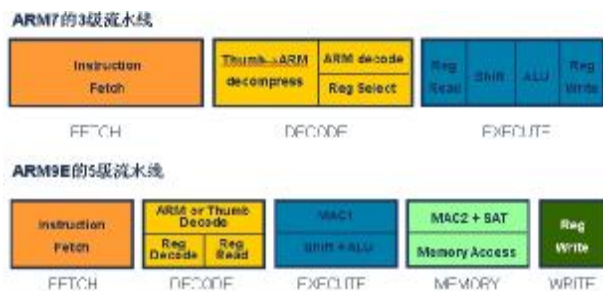 ARM7的3级流水线
Instruction
Fetch
Thumb→ARM
decompress
ARM decode
Reg Select
Reg
Read
Shift
ALU
Reg
Write
FETCH
DECODE
EXECUTE
ARM9E的5级流水线
Instruction
Fetch
ARM or Thumb
Decode
Reg
Decode
Reg
Read
MAC1
Shift + ALU
MAC2 + SAT
Memory Access
Reg
Write
FETCH
DECODE
EXECUTE
MEMORY
WRITE